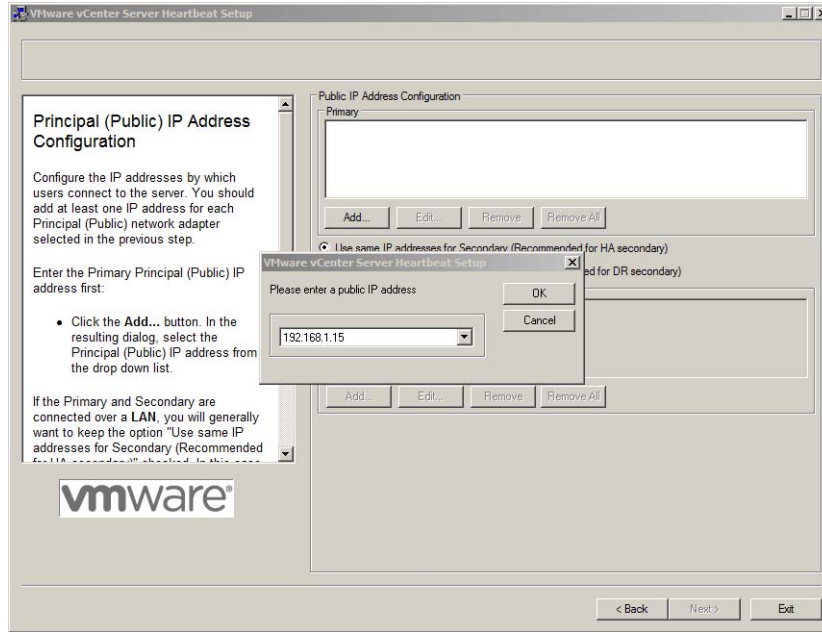 VMware vCenter Server Heartbeat Setup
Principal (Public) IP Address
Configuration
Configure the IP addresses by which
users connect to the server. You should
add at least one IP address for each
Principal (Public) network adapter
selected in the previous step.
Enter the Primary Principal (Public) IP
address first:
• Click the Add... button. In the
resulting dialog, select the
Principal (Public) IP address from
the drop down list.
If the Primary and Secondary are
connected over a LAN, you will generally
want to keep the option "Use same IP
addresses for Secondary (Recommended
vmware®
Public IP Address Configuration
Primary
Add... Edit... Remove Remove All
Use same IP addresses for Secondary (Recommended for HA secondary)
ed for DR secondary)
VMware vCenter Server Heartbeat Setup
Please enter a public IP address
OK
Cancel
192.168.1.15
Add... Edit... Remove Remove All
< Back Next > Exit